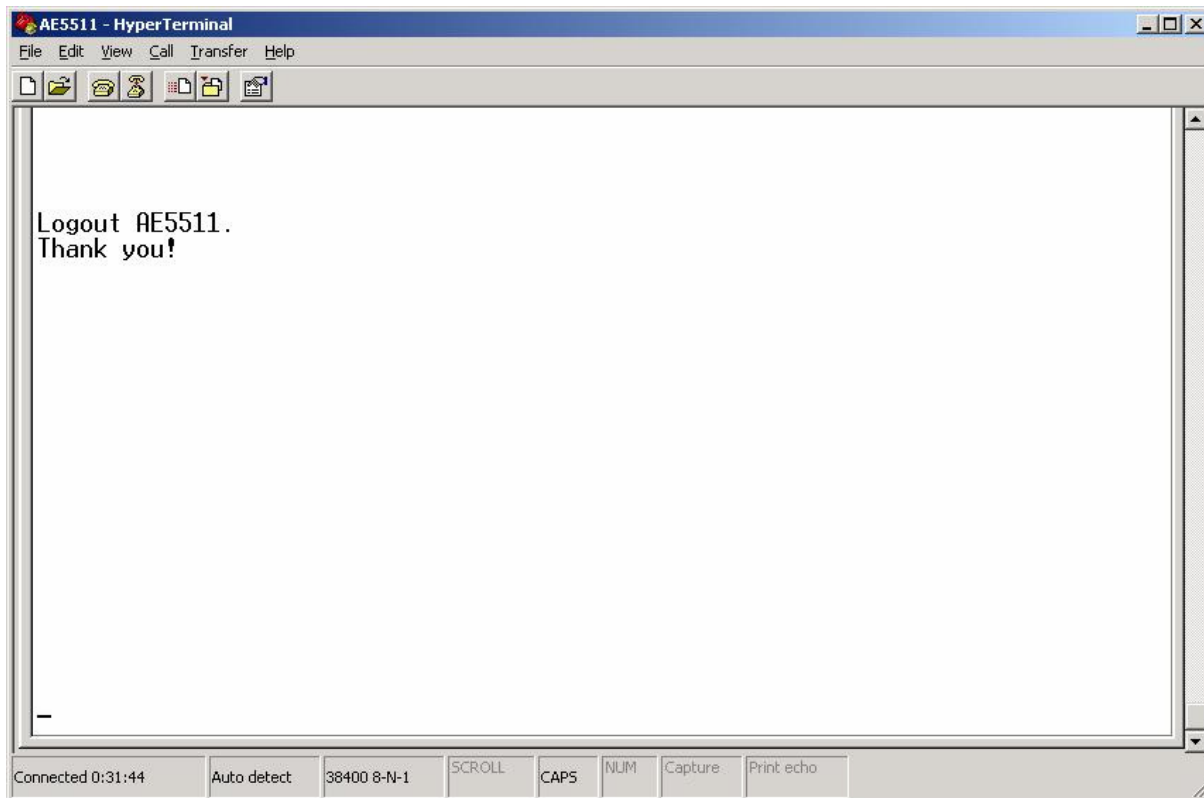 AE5511 - HyperTerminal
File Edit View Call Transfer Help
Logout AE5511.
Thank you!
_
Connected 0:31:44 Auto detect 38400 8-N-1 SCROLL CAPS NUM Capture Print echo